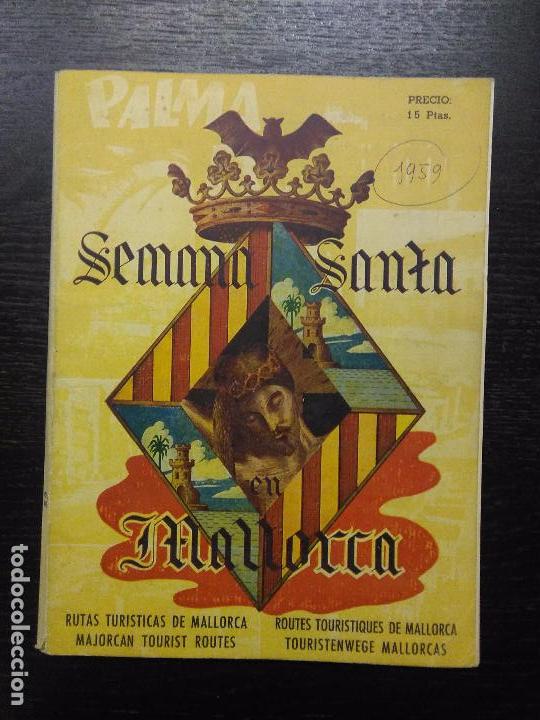 PALMA
PRECIO:
15 Ptas.
1959
Semana Santa
en
Mallorca
RUTAS TURISTICAS DE MALLORCA
MAJORCAN TOURIST ROUTES
ROUTES TOURISTIQUES DE MALLORCA
TOURISTENWEGE MALLORCAS
todocoleccion.net